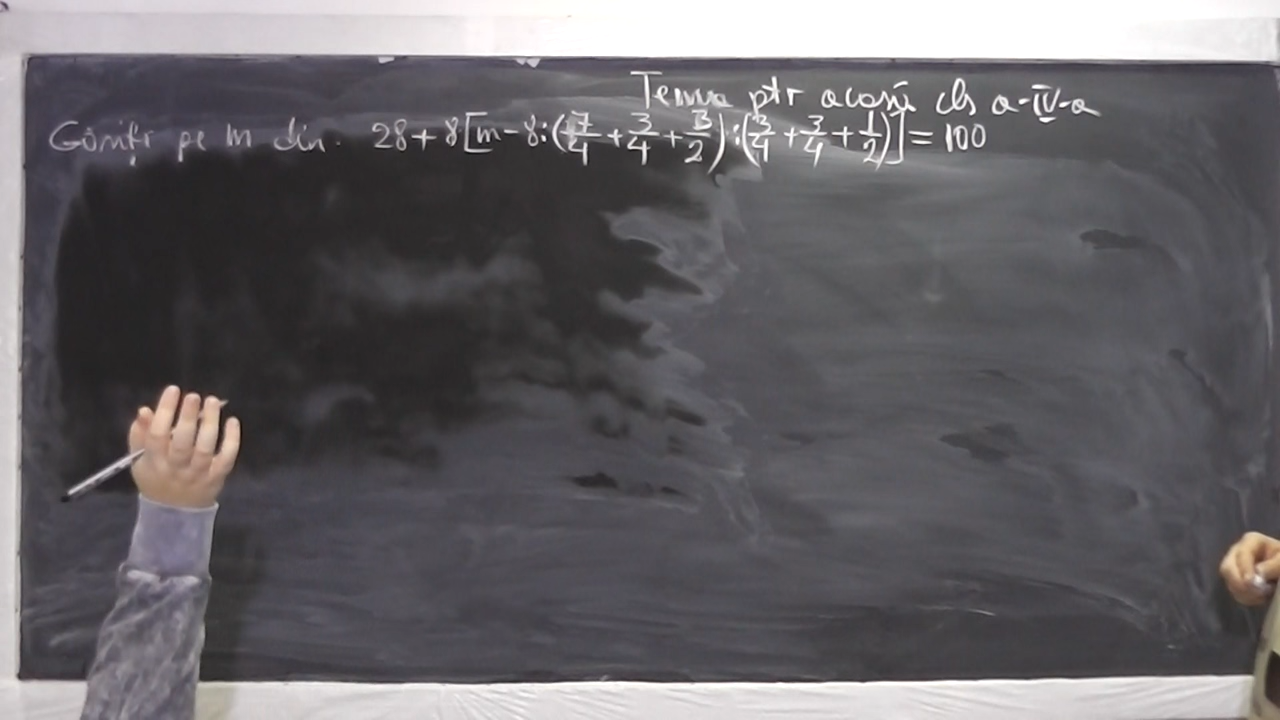 Tema ptr acasă cls a-IV-a
Găsiți pe m din. 28+8[m-8:(7/4+3/4+3/2):(3/4+3/4+1/2)]=100